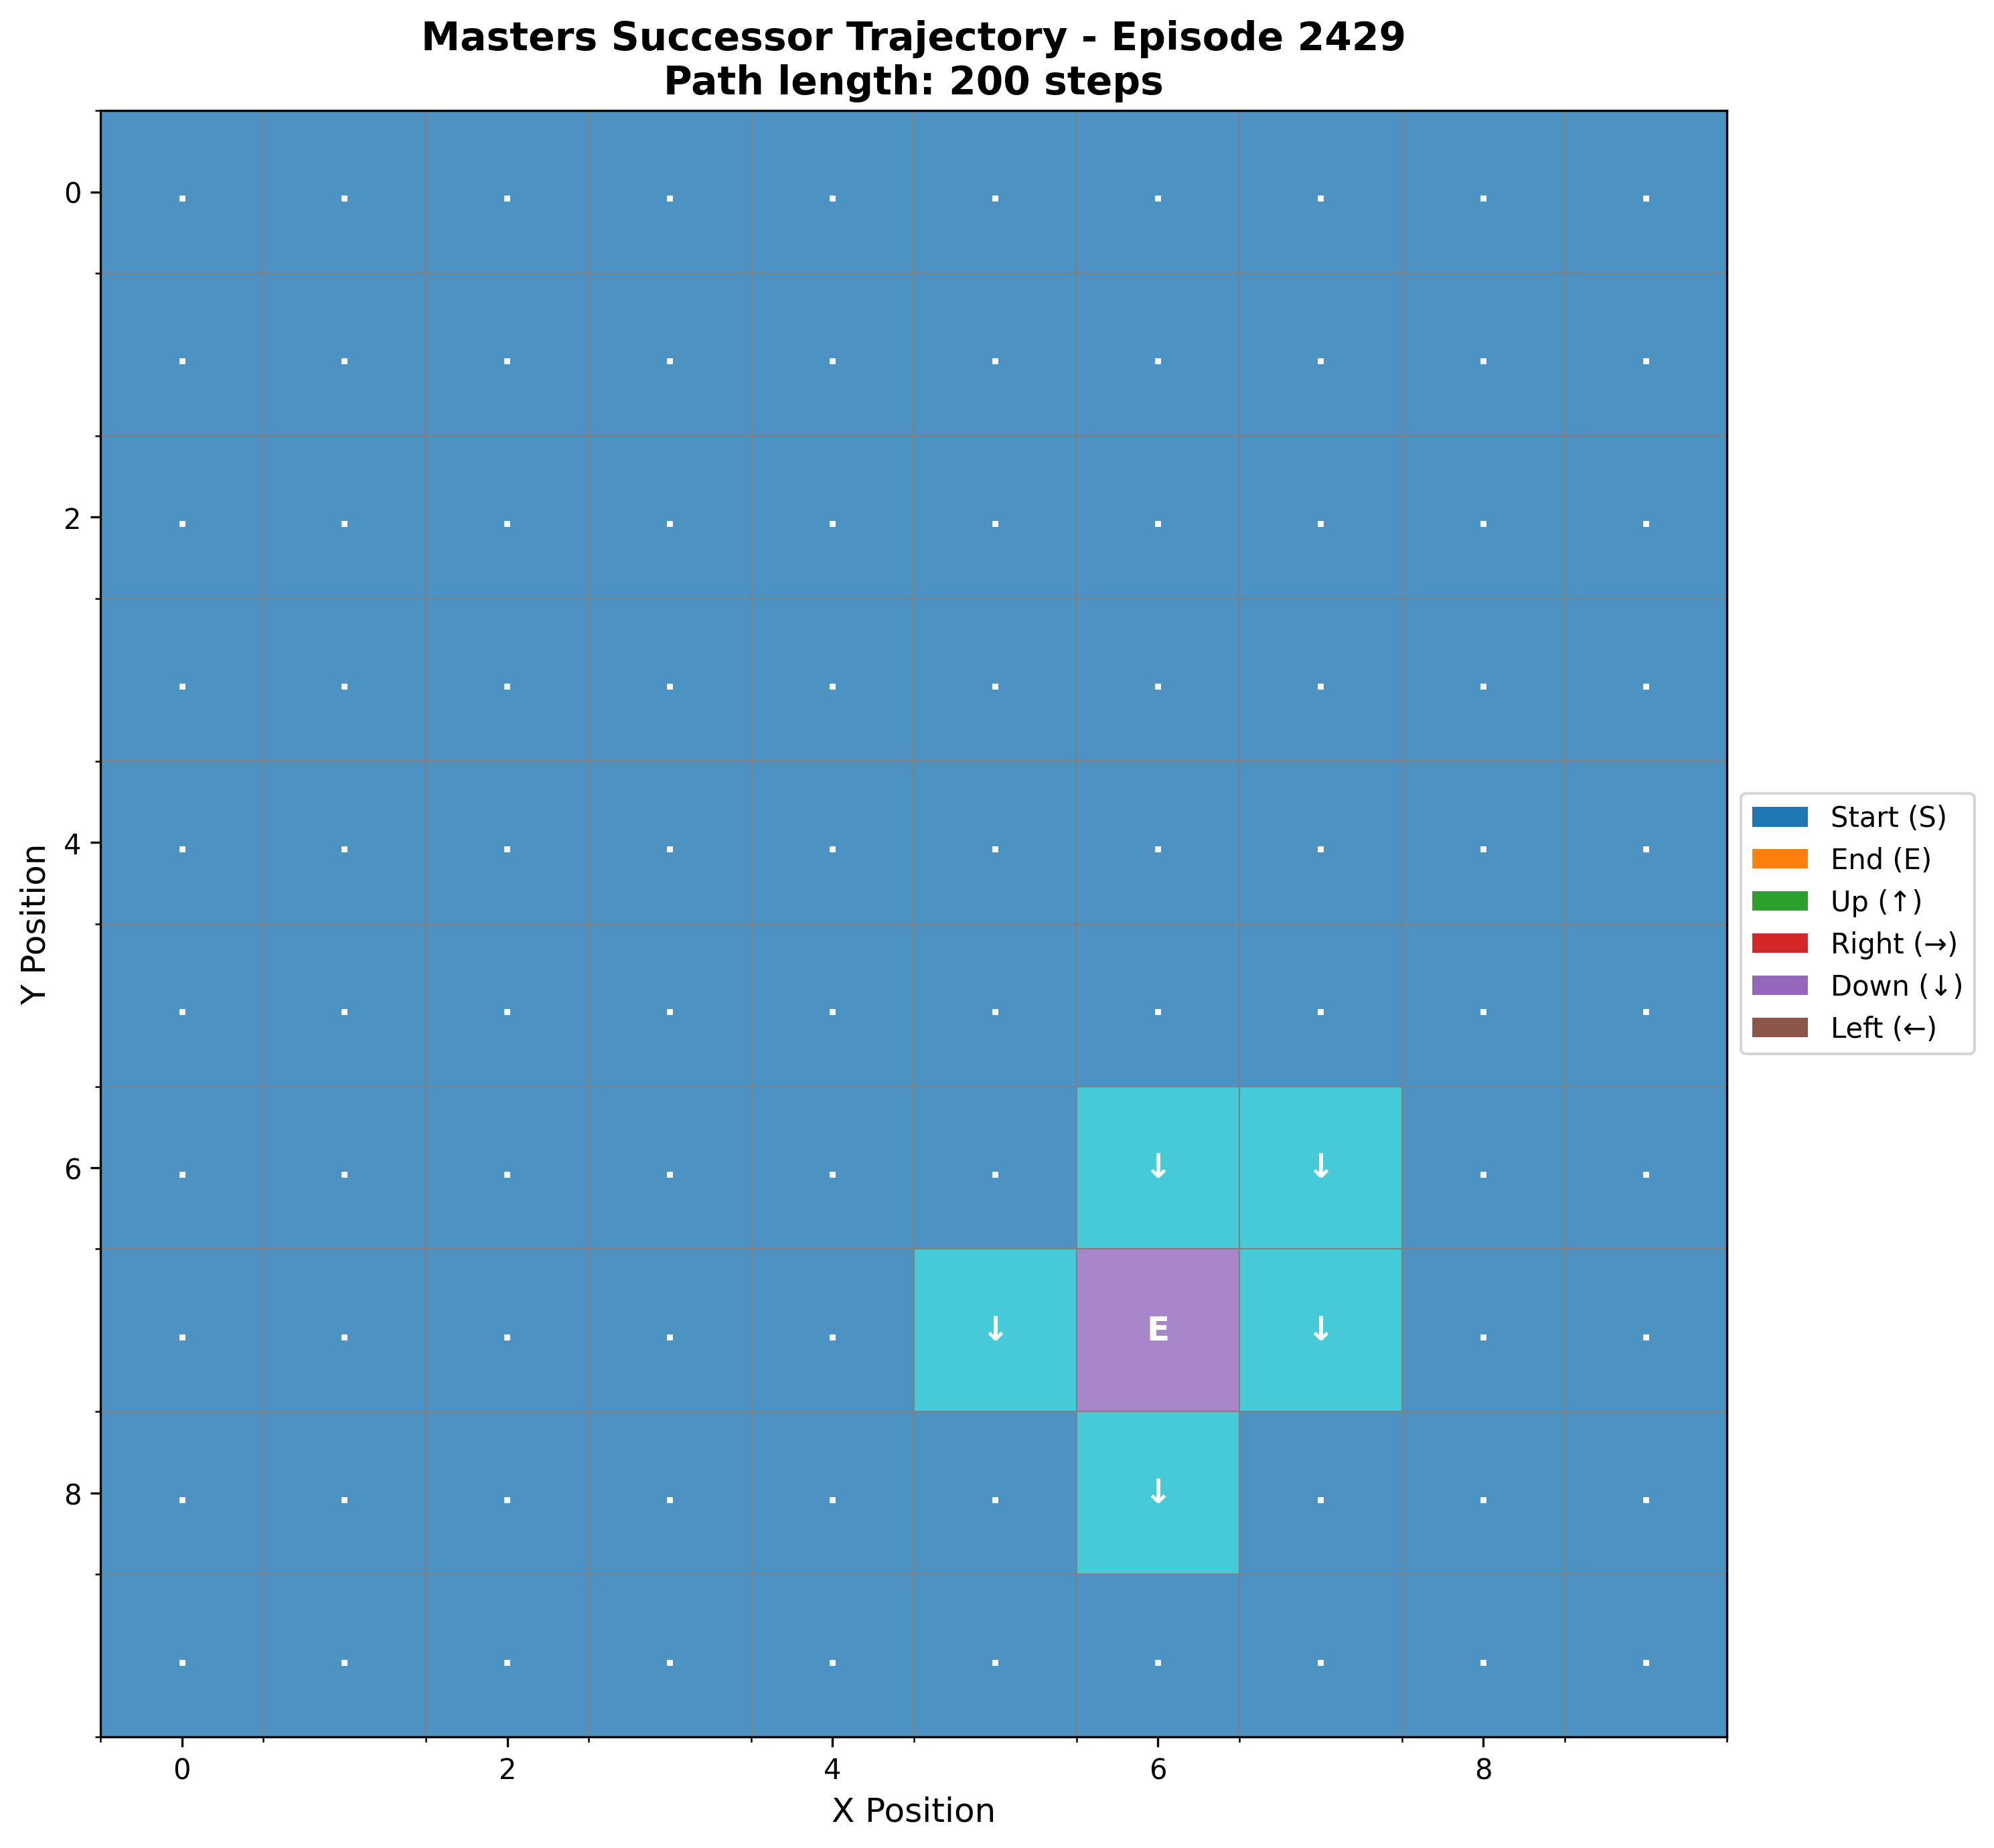 Masters Successor Trajectory - Episode 2429
Path length: 200 steps
0
2
4
6
8
Y Position
↓ ↓
↓ E ↓
↓
0 2 4 6 8
X Position
Start (S)
End (E)
Up (↑)
Right (→)
Down (↓)
Left (←)